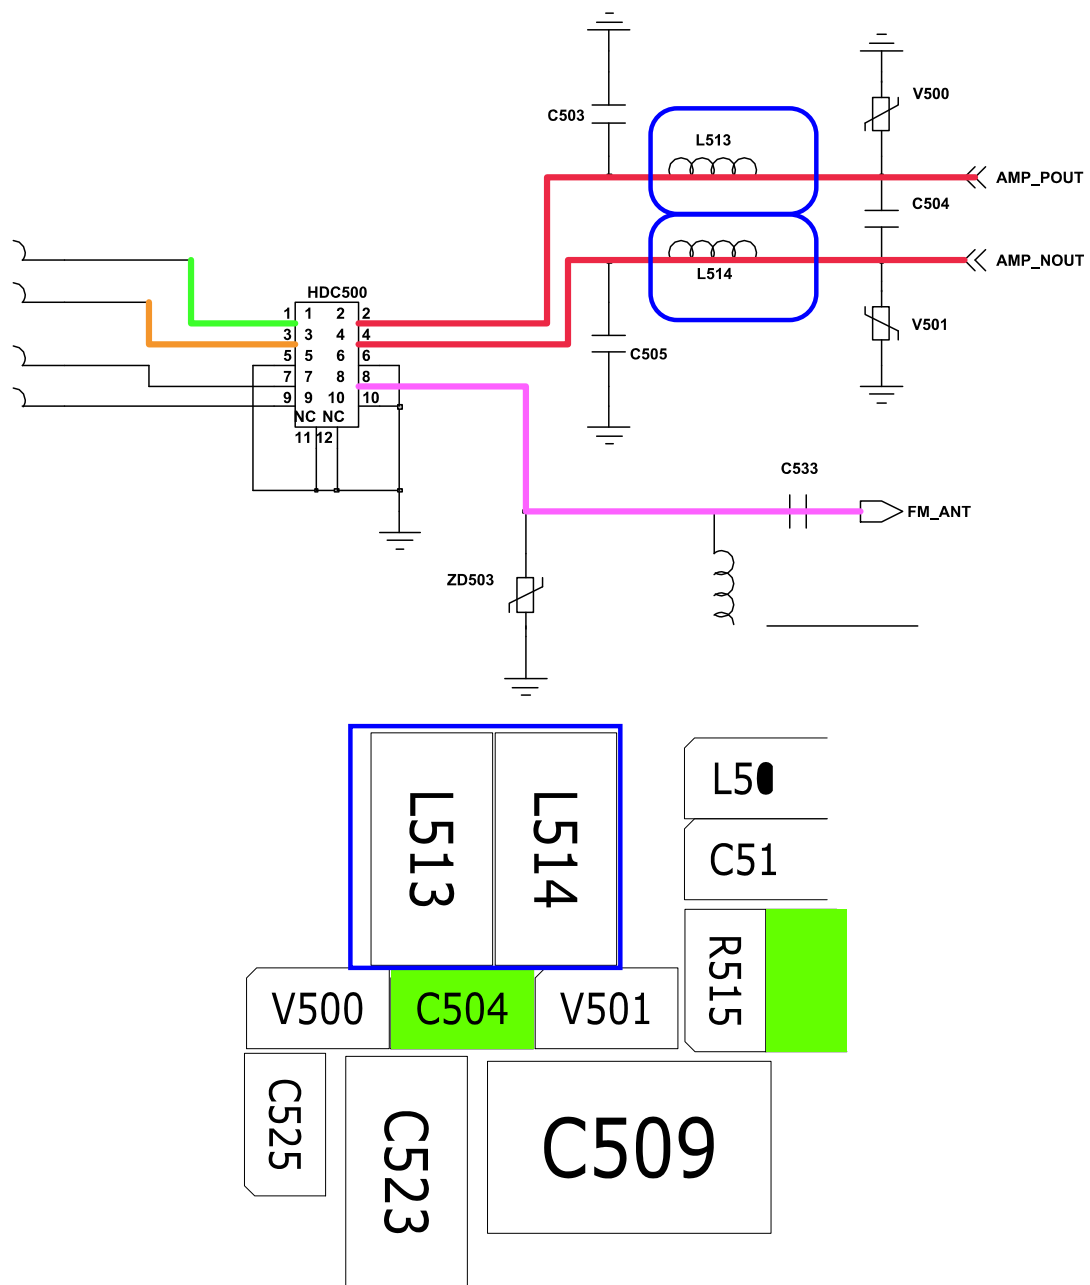 V500
C503
L513
AMP_POUT
C504
L514
AMP_NOUT
HDC500
1 1 2 2
3 3 4 4
5 5 6 6
7 7 8 8
9 9 10 10
NC NC
11 12
V501
C505
C533
FM_ANT
ZD503
L513
L514
C51
R515
V500
C504
V501
C525
C523
C509